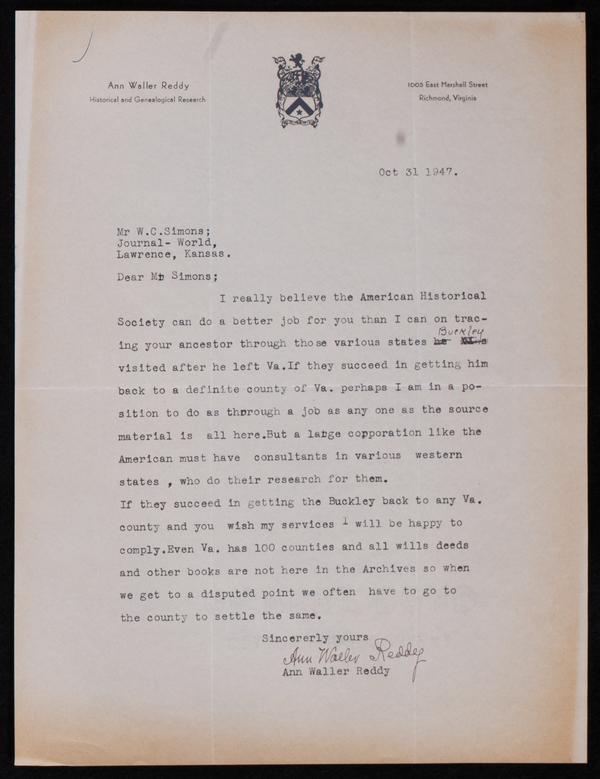 Ann Waller Reddy
Historical and Genealogical Research
1005 East Marshall Street
Richmond, Virginia
Oct 31 1947.
Mr W.C.Simons;
Journal- World,
Lawrence, Kansas.
Dear Mr Simons;
I really believe the American Historical
Society can do a better job for you than I can on trac-
ing your ancestor through those various states he Buckley
visited after he left Va.If they succeed in getting him
back to a definite county of Va. perhaps I am in a po-
sition to do as thorough a job as any one as the source
material is all here.But a large copporation like the
American must have consultants in various western
states , who do their research for them.
If they succeed in getting the Buckley back to any Va.
county and you wish my services I will be happy to
comply.Even Va. has 100 counties and all wills deeds
and other books are not here in the Archives so when
we get to a disputed point we often have to go to
the county to settle the same.
Sincererly yours
Ann Waller Reddy
Ann Waller Reddy